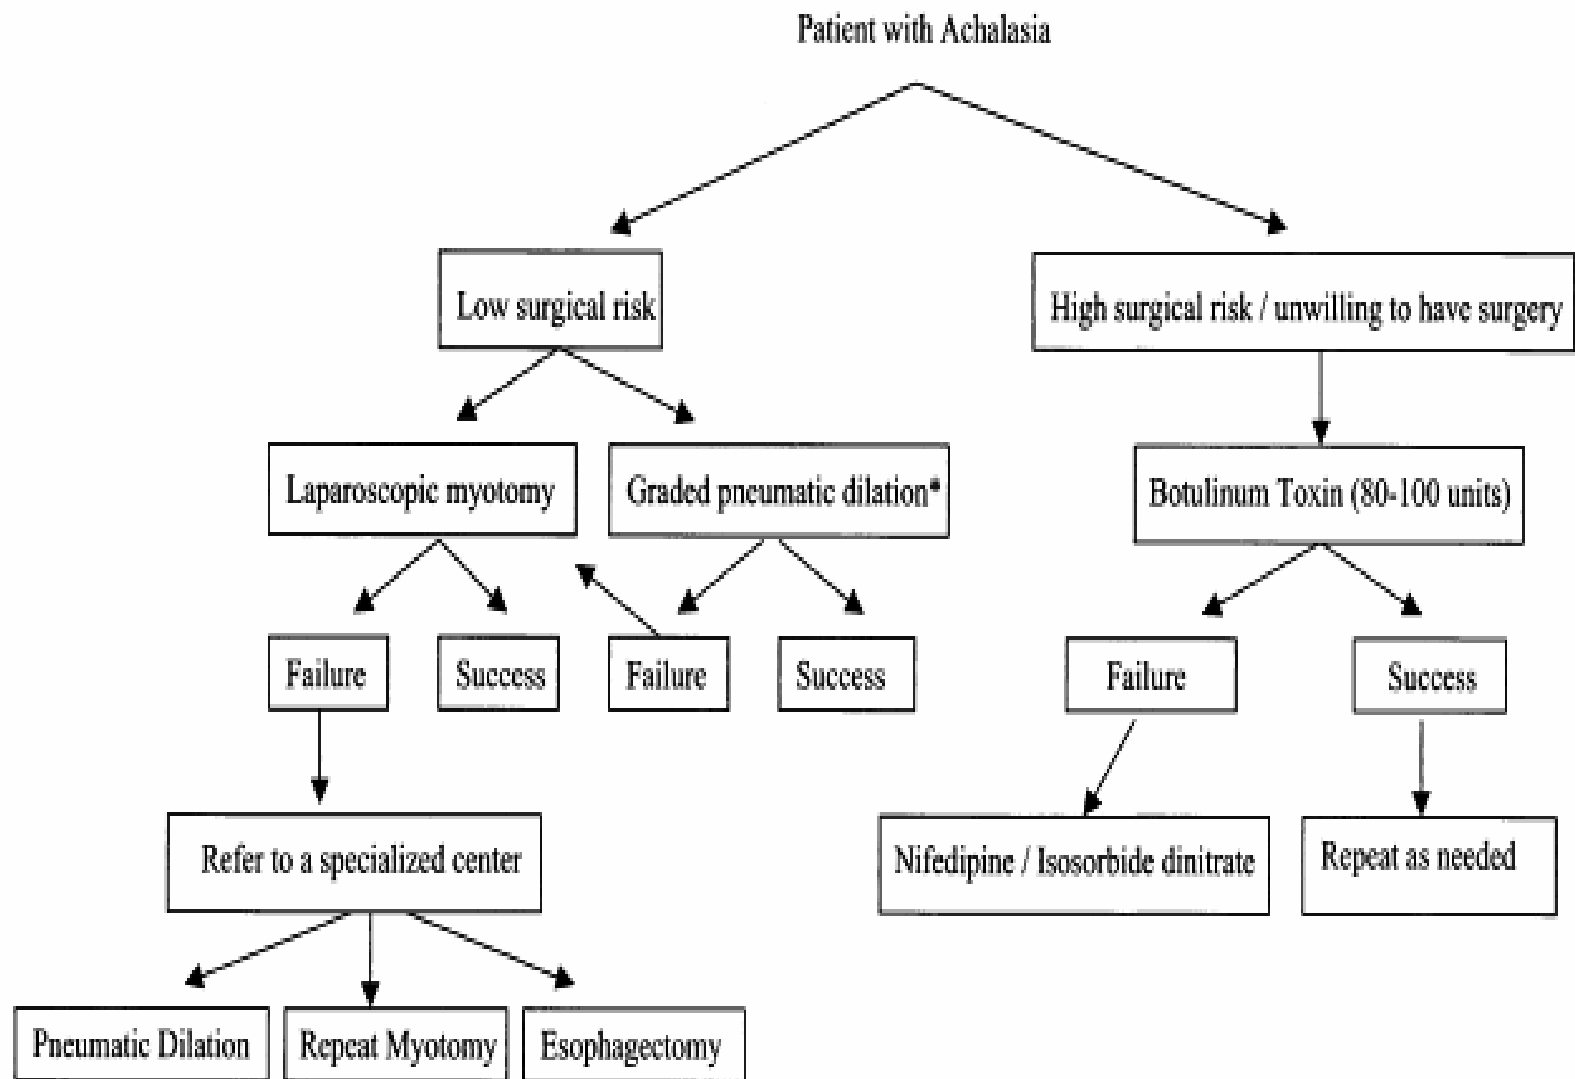 Patient with Achalasia
Low surgical risk
High surgical risk / unwilling to have surgery
Laparoscopic myotomy
Graded pneumatic dilation*
Botulinum Toxin (80-100 units)
Failure
Success
Failure
Success
Failure
Success
Refer to a specialized center
Nifedipine / Isosorbide dinitrate
Repeat as needed
Pneumatic Dilation
Repeat Myotomy
Esophagectomy